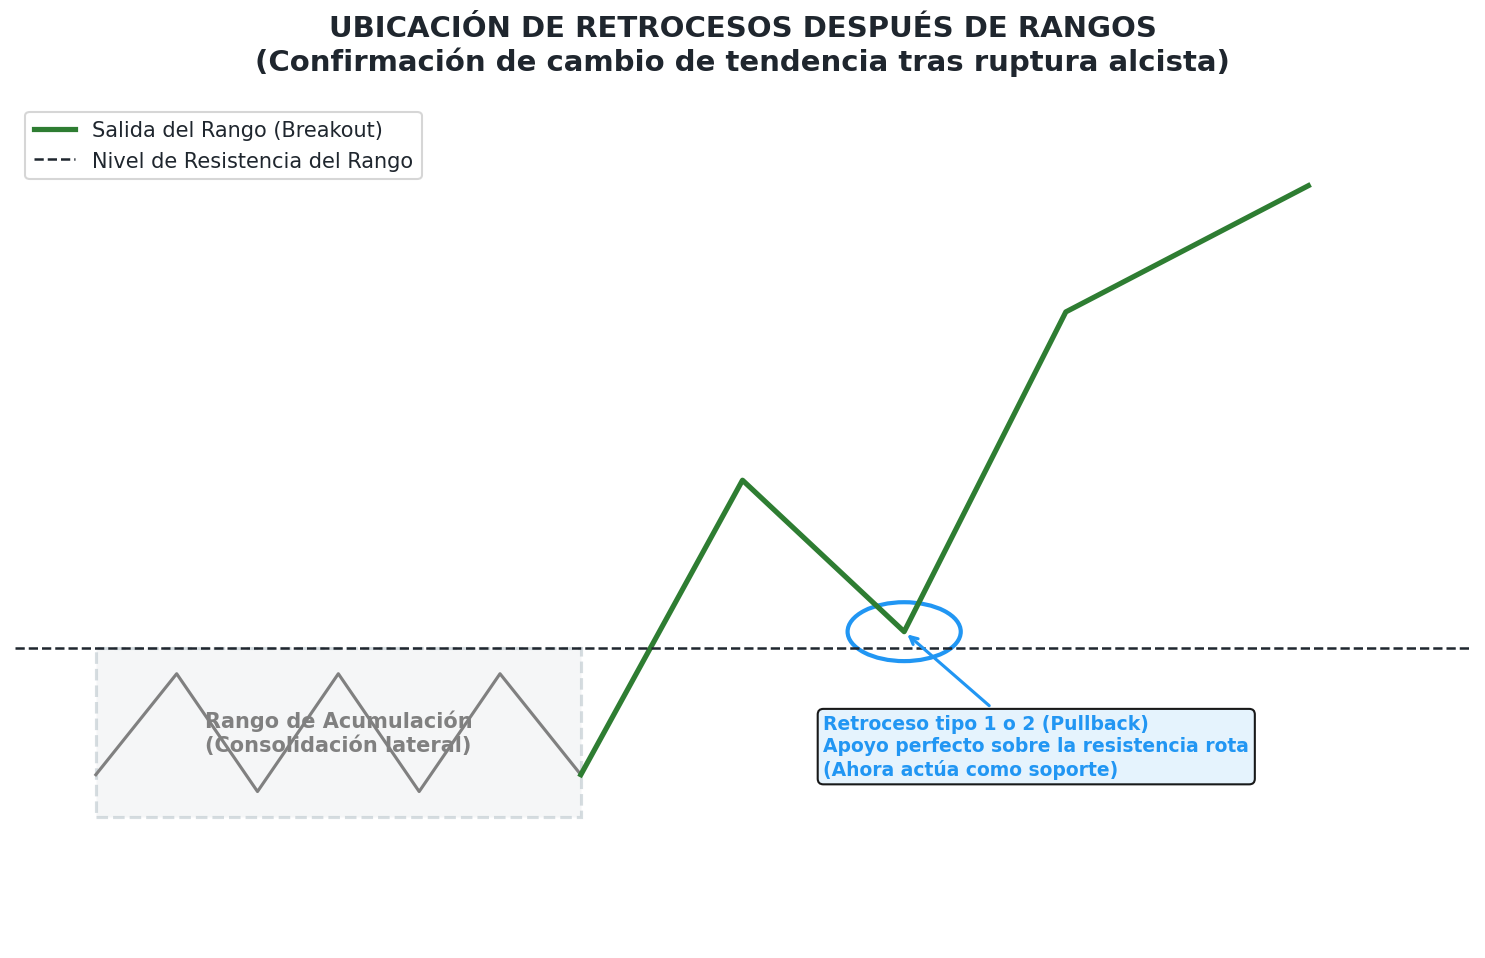 UBICACIÓN DE RETROCESOS DESPUÉS DE RANGOS
(Confirmación de cambio de tendencia tras ruptura alcista)
Salida del Rango (Breakout)
Nivel de Resistencia del Rango
Rango de Acumulación
(Consolidación lateral)
Retroceso tipo 1 o 2 (Pullback)
Apoyo perfecto sobre la resistencia rota
(Ahora actúa como soporte)